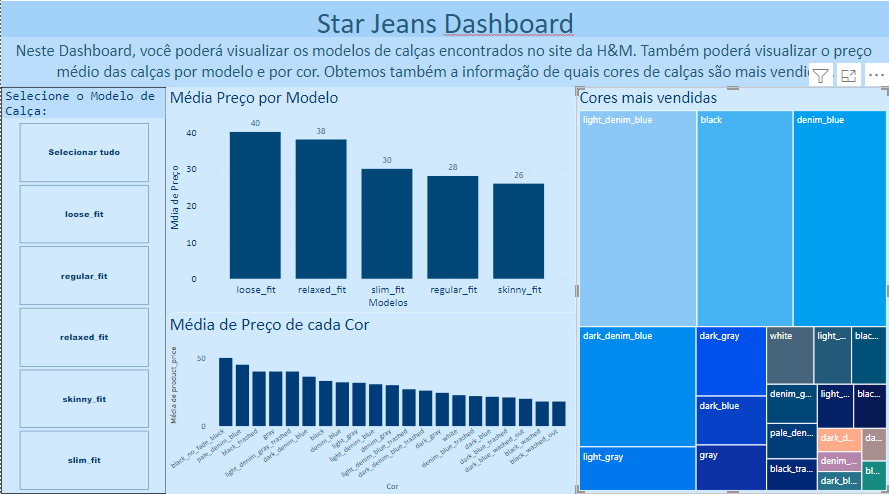 Star Jeans Dashboard
Neste Dashboard, você poderá visualizar os modelos de calças encontrados no site da H&M. Também poderá visualizar o preço
médio das calças por modelo e por cor. Obtemos também a informação de quais cores de calças são mais
Selecione o Modelo de
Calça:
Selecionar tudo
loose_fit
regular_fit
relaxed_fit
skinny_fit
slim_fit
Média Preço por Modelo
Média de Preço
40
30
20
10
0
40
38
30
28
26
loose_fit
relaxed_fit
slim_fit
regular_fit
skinny_fit
Modelos
Média de Preço de cada Cor
Média de product_price
50
0
black_no_fade_black
pale_denim_blue
black_trashed
gray
light_denim_gray_trashed
dark_denim_blue
black
denim_blue
light_gray
light_denim_blue
denim_gray
light_denim_blue_trashed
dark_denim_blue_trashed
dark_gray
white
denim_blue_trashed
dark_blue
dark_blue_trashed
dark_blue_washed_out
black_washed
black_washed_out
Cor
Cores mais vendidas
light_denim_blue
black
denim_blue
dark_denim_blue
light_gray
dark_gray
dark_blue
gray
white
light_...
blac...
denim_g...
light_...
blac...
pale_den...
dark_d...
da...
denim_...
black_tra...
dark_bl...
bl...